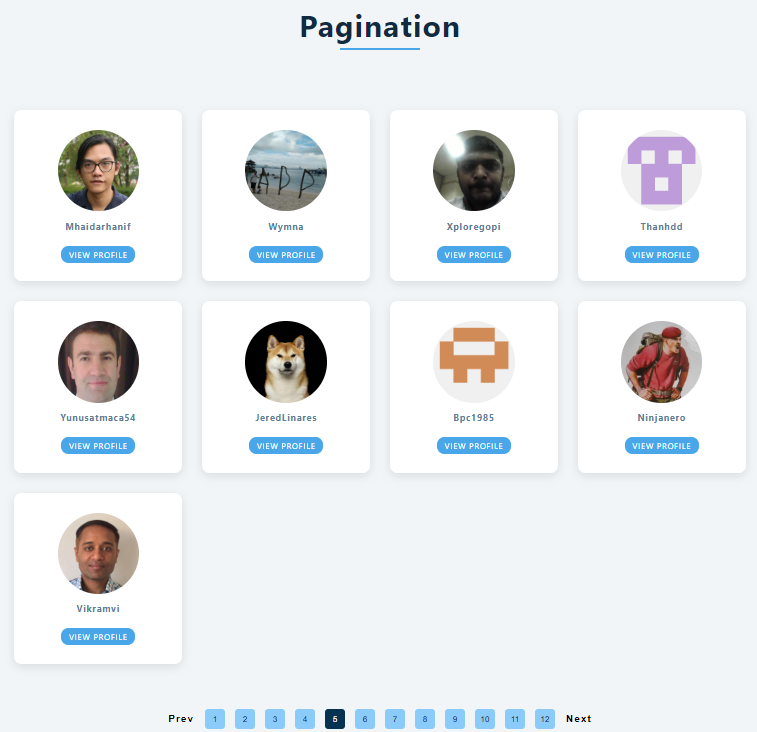 Pagination
Mhaidarhanif
Wymna
Xploregopi
Thanhdd
VIEW PROFILE
VIEW PROFILE
VIEW PROFILE
VIEW PROFILE
Yunusatmaca54
JeredLinares
Bpc1985
Ninjanero
VIEW PROFILE
VIEW PROFILE
VIEW PROFILE
VIEW PROFILE
Vikramvi
VIEW PROFILE
Prev 1 2 3 4 5 6 7 8 9 10 11 12 Next